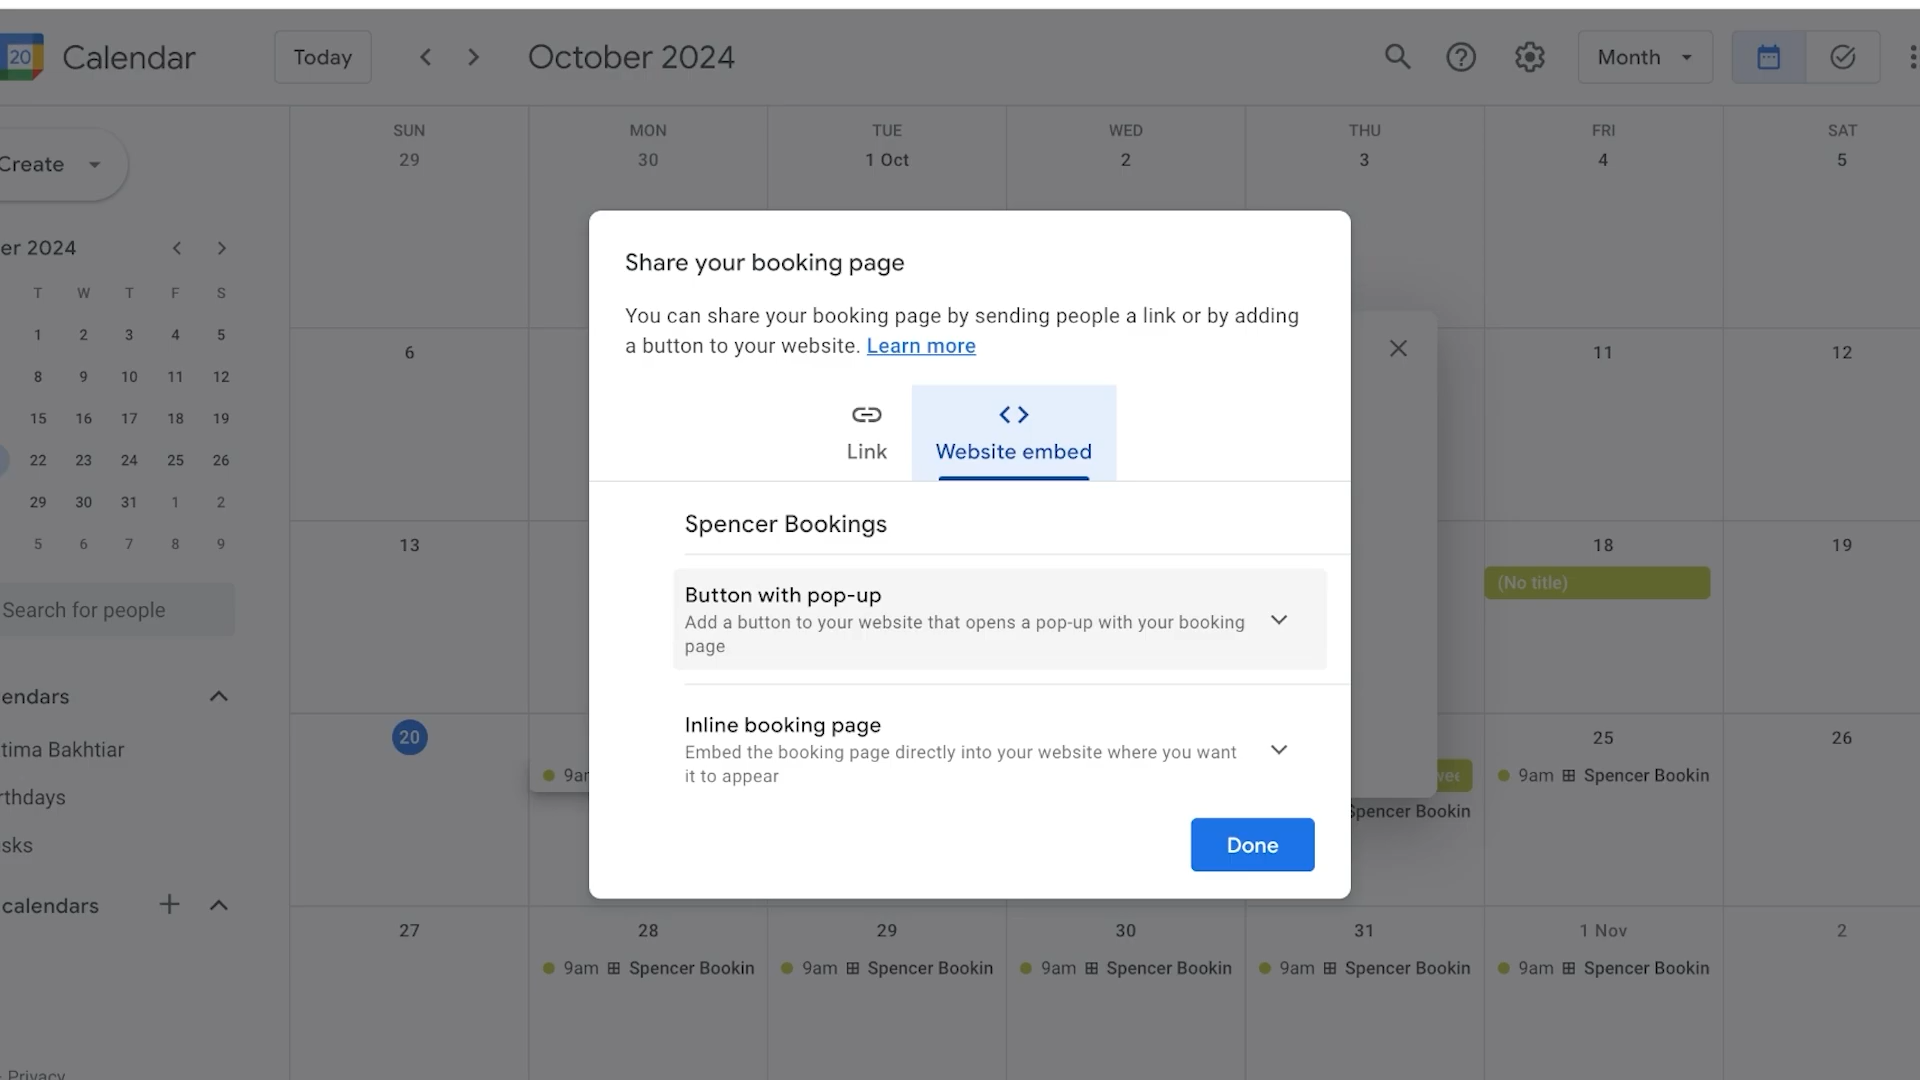 20 Calendar Today October 2024 Month
Create
er 2024
T W T F S
1 2 3 4 5
8 9 10 11 12
15 16 17 18 19
22 23 24 25 26
29 30 31 1 2
5 6 7 8 9
Search for people
endars
tima Bakhtiar
rthdays
sks
calendars
Privacy
SUN MON TUE WED THU FRI SAT
29 30 1 Oct 2 3 4 5
6 11 12
13 18 19
(No title)
20 25 26
9am Spencer Bookin
Spencer Bookin
27 28 29 30 31 1 Nov 2
9am Spencer Bookin 9am Spencer Bookin 9am Spencer Bookin 9am Spencer Bookin 9am Spencer Bookin
Share your booking page
You can share your booking page by sending people a link or by adding
a button to your website. Learn more
Link Website embed
Spencer Bookings
Button with pop-up
Add a button to your website that opens a pop-up with your booking
page
Inline booking page
Embed the booking page directly into your website where you want
it to appear
Done